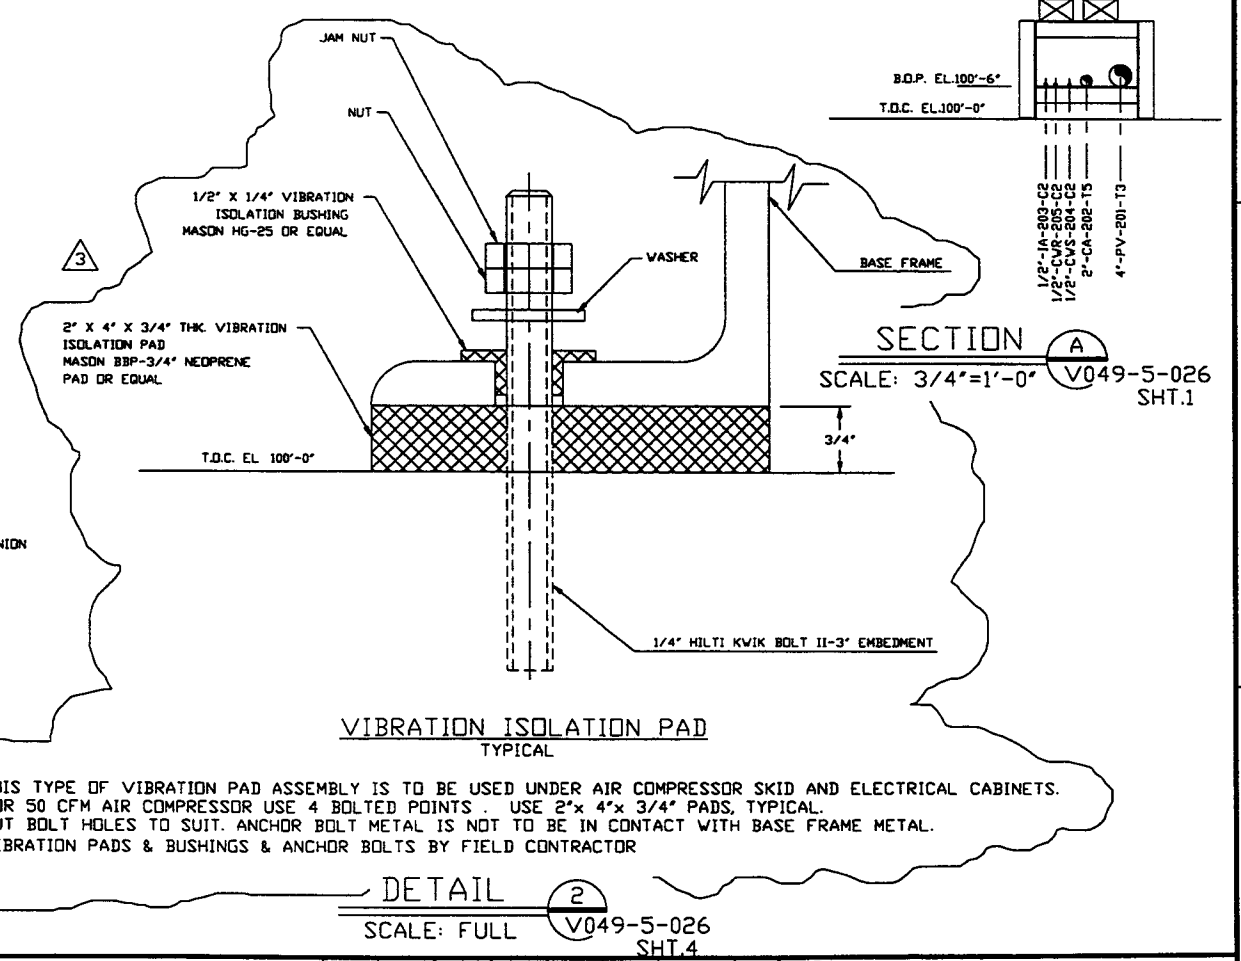 JAM NUT
NUT
1/2" X 1/4" VIBRATION
ISOLATION BUSHING
MASON HG-25 OR EQUAL
WASHER
BASE FRAME
3
2" X 4" X 3/4" THK. VIBRATION
ISOLATION PAD
MASON BBP-3/4" NEOPRENE
PAD OR EQUAL
T.O.C. EL 100'-0"
3/4"
1/4" HILTI KWIK BOLT II-3" EMBEDMENT
NION
VIBRATION ISOLATION PAD
TYPICAL
B.O.P. EL.100'-6"
T.O.C. EL.100'-0"
1/2"-IA-203-C2
1/2"-CWR-205-C2
1/2"-CWS-204-C2
2"-CA-202-T5
4"-PV-201-T3
SECTION A
SCALE: 3/4"=1'-0" V049-5-026
SHT.1
IS TYPE OF VIBRATION PAD ASSEMBLY IS TO BE USED UNDER AIR COMPRESSOR SKID AND ELECTRICAL CABINETS.
R 50 CFM AIR COMPRESSOR USE 4 BOLTED POINTS . USE 2"x 4"x 3/4" PADS, TYPICAL.
UT BOLT HOLES TO SUIT. ANCHOR BOLT METAL IS NOT TO BE IN CONTACT WITH BASE FRAME METAL.
IBRATION PADS & BUSHINGS & ANCHOR BOLTS BY FIELD CONTRACTOR
DETAIL 2
SCALE: FULL V049-5-026
SHT.4